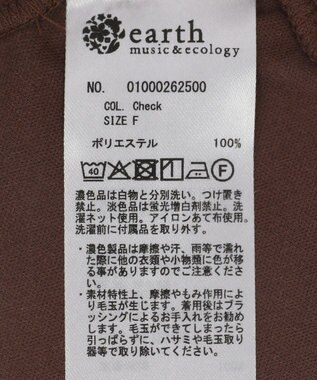 earth
music&ecology
NO. 01000262500
COL. Check
SIZE F
ポリエステル 100%
40
F
濃色品は白物と分別洗い。つけ置き
禁止。淡色品は蛍光増白剤禁止。洗
濯ネット使用。アイロンあて布使用。
洗濯前に付属品を取り外す。
・濃色製品は摩擦や汗、雨等で濡れ
た際に他の衣類や小物類に色が移
る事がありますのでご注意くださ
い。
・素材特性上、摩擦やもみ作用によ
り毛玉が生じます。着用後はブラ
ッシングによるお手入れをお勧め
します。毛玉ができてしまったら
引っぱらずに、ハサミや毛玉取り
器等で取り除いてください。